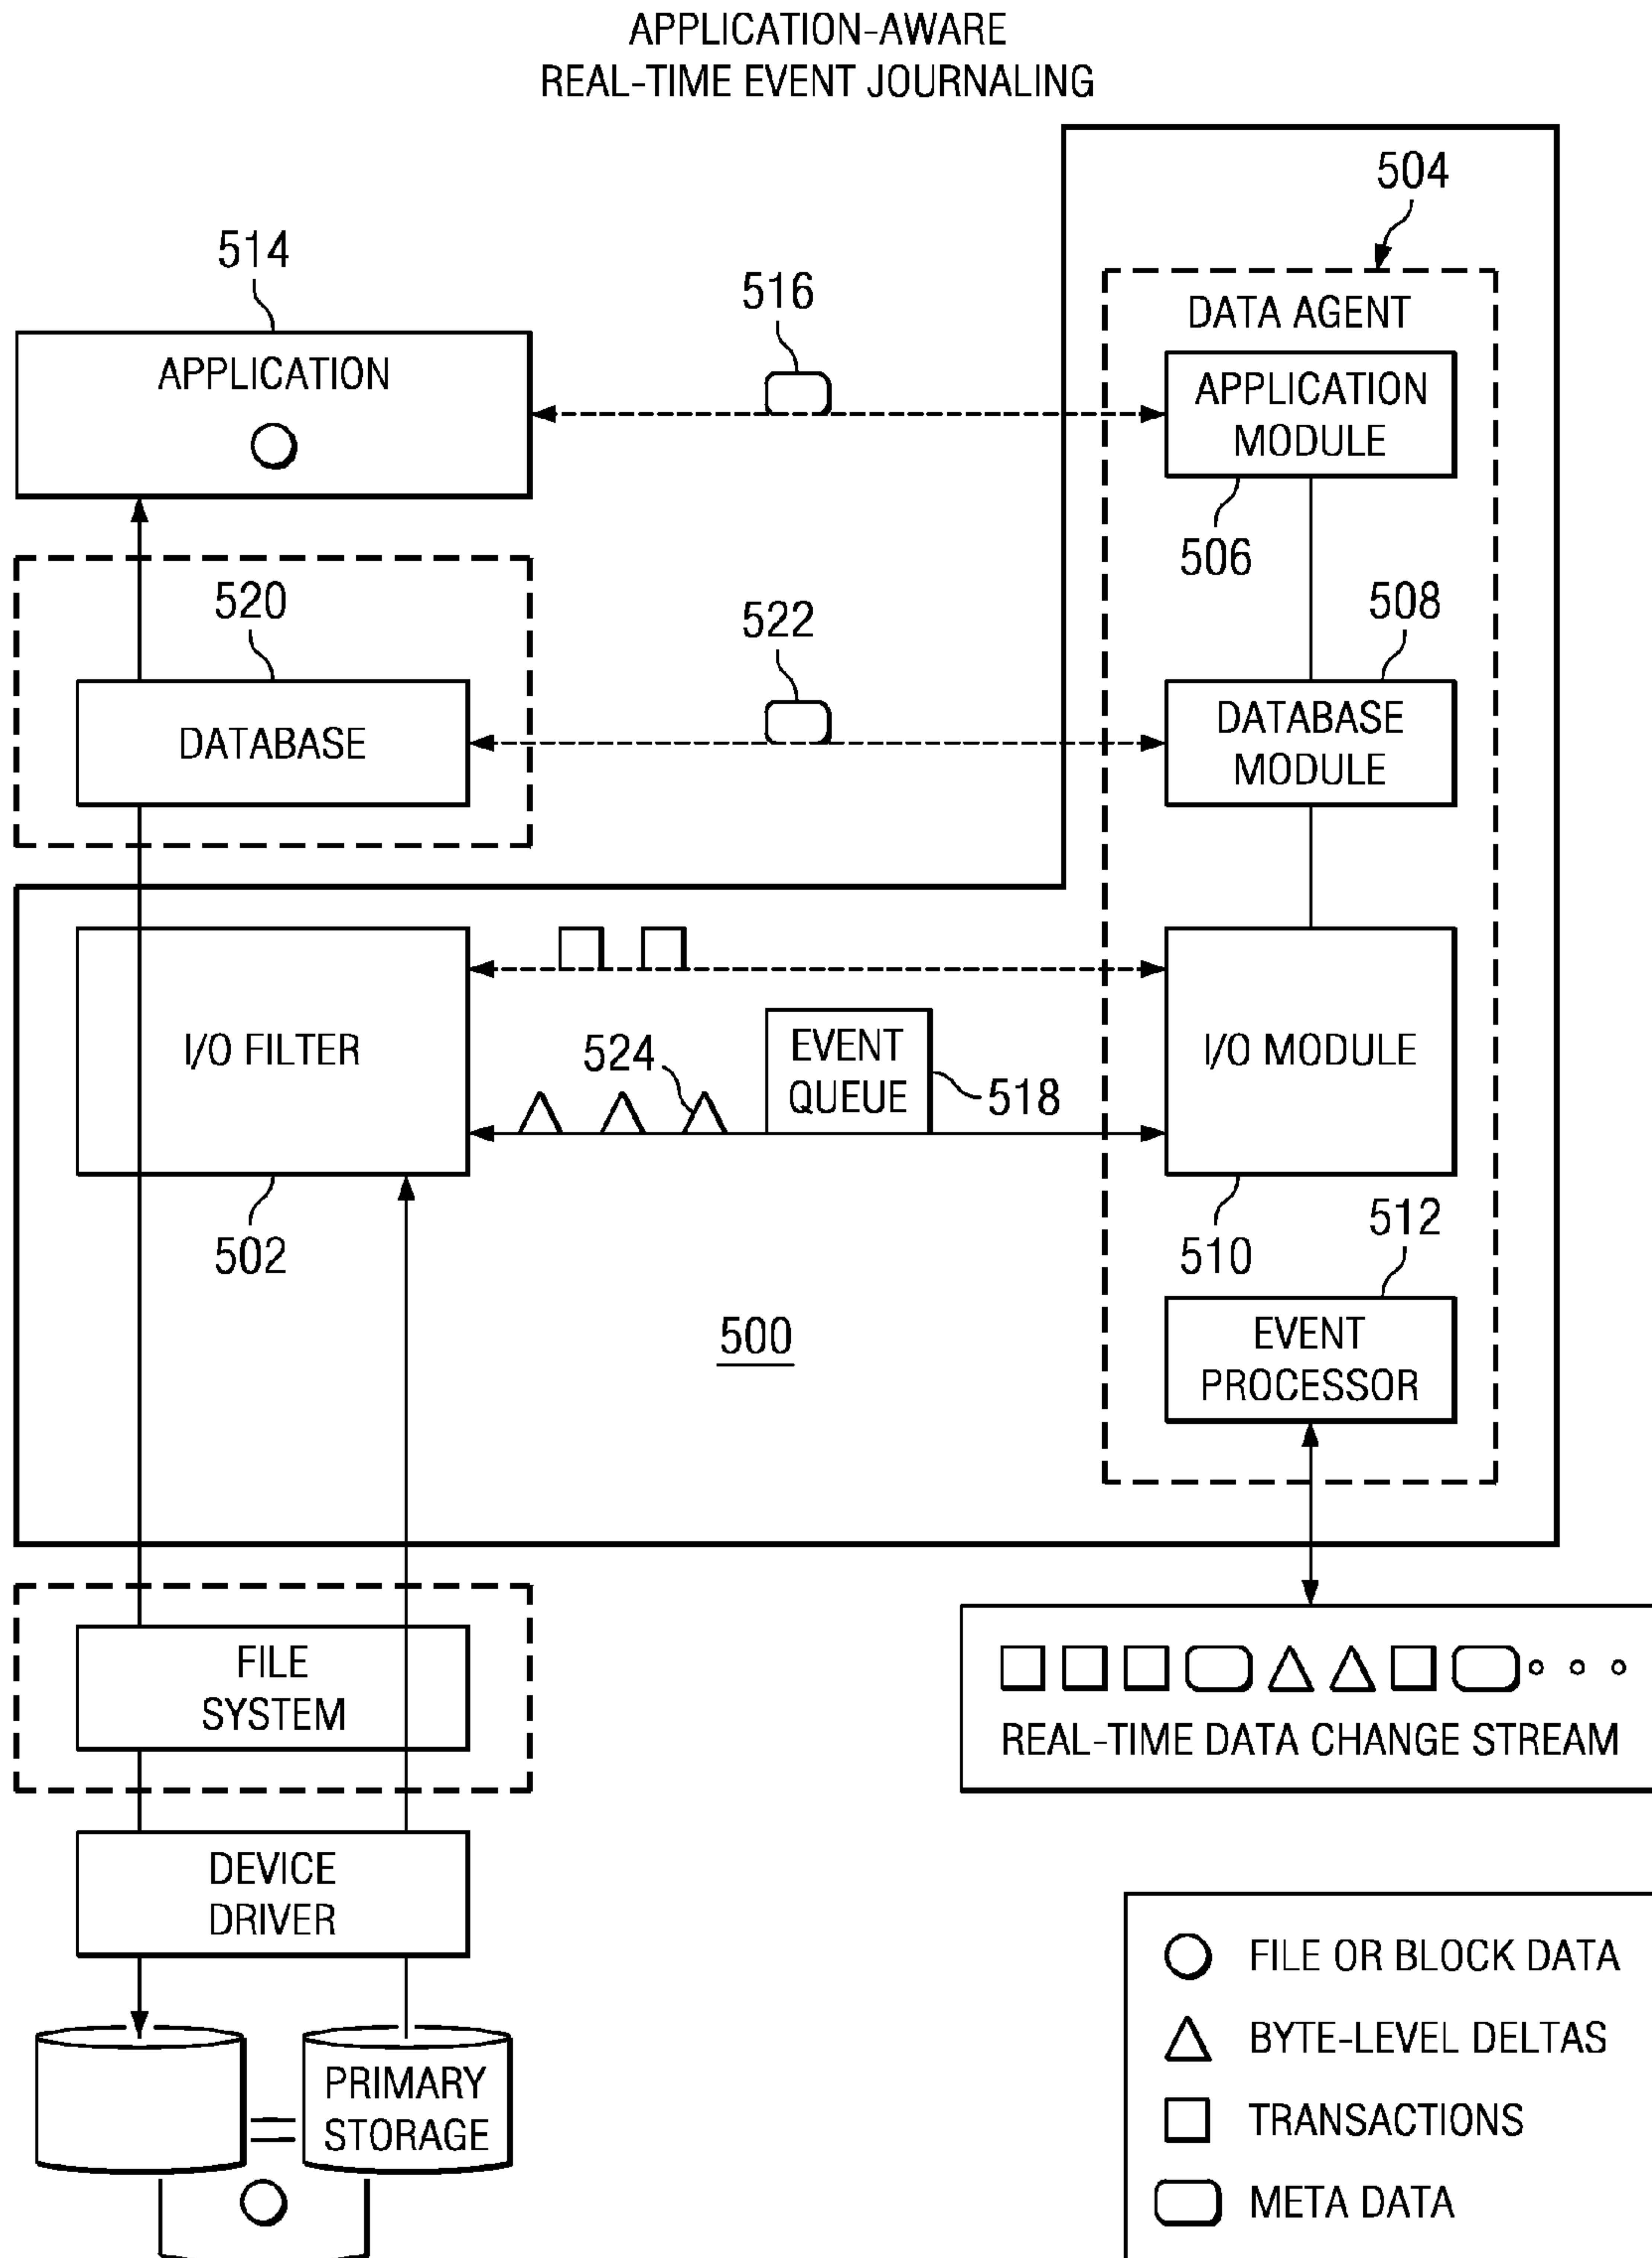 APPLICATION-AWARE
REAL-TIME EVENT JOURNALING
504
514
516
DATA AGENT
APPLICATION
APPLICATION
MODULE
506
520
522
508
DATABASE
DATABASE
MODULE
I/O FILTER
524
EVENT
QUEUE
518
I/O MODULE
502
510
512
500
EVENT
PROCESSOR
FILE
SYSTEM
REAL-TIME DATA CHANGE STREAM
DEVICE
DRIVER
PRIMARY
STORAGE
FILE OR BLOCK DATA
BYTE-LEVEL DELTAS
TRANSACTIONS
META DATA